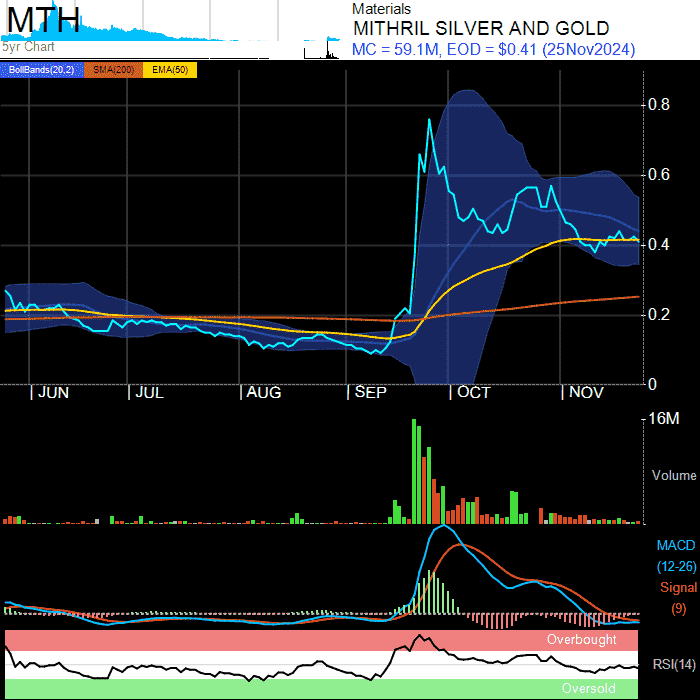 MTH
5yr Chart
Materials
MITHRIL SILVER AND GOLD
MC = 59.1M, EOD = $0.41 (25Nov2024)
BollBands(20,2) SMA(200) EMA(50)
0.8
0.6
0.4
0.2
0
JUN JUL AUG SEP OCT NOV
16M
Volume
MACD
(12-26)
Signal
(9)
Overbought
RSI(14)
Oversold